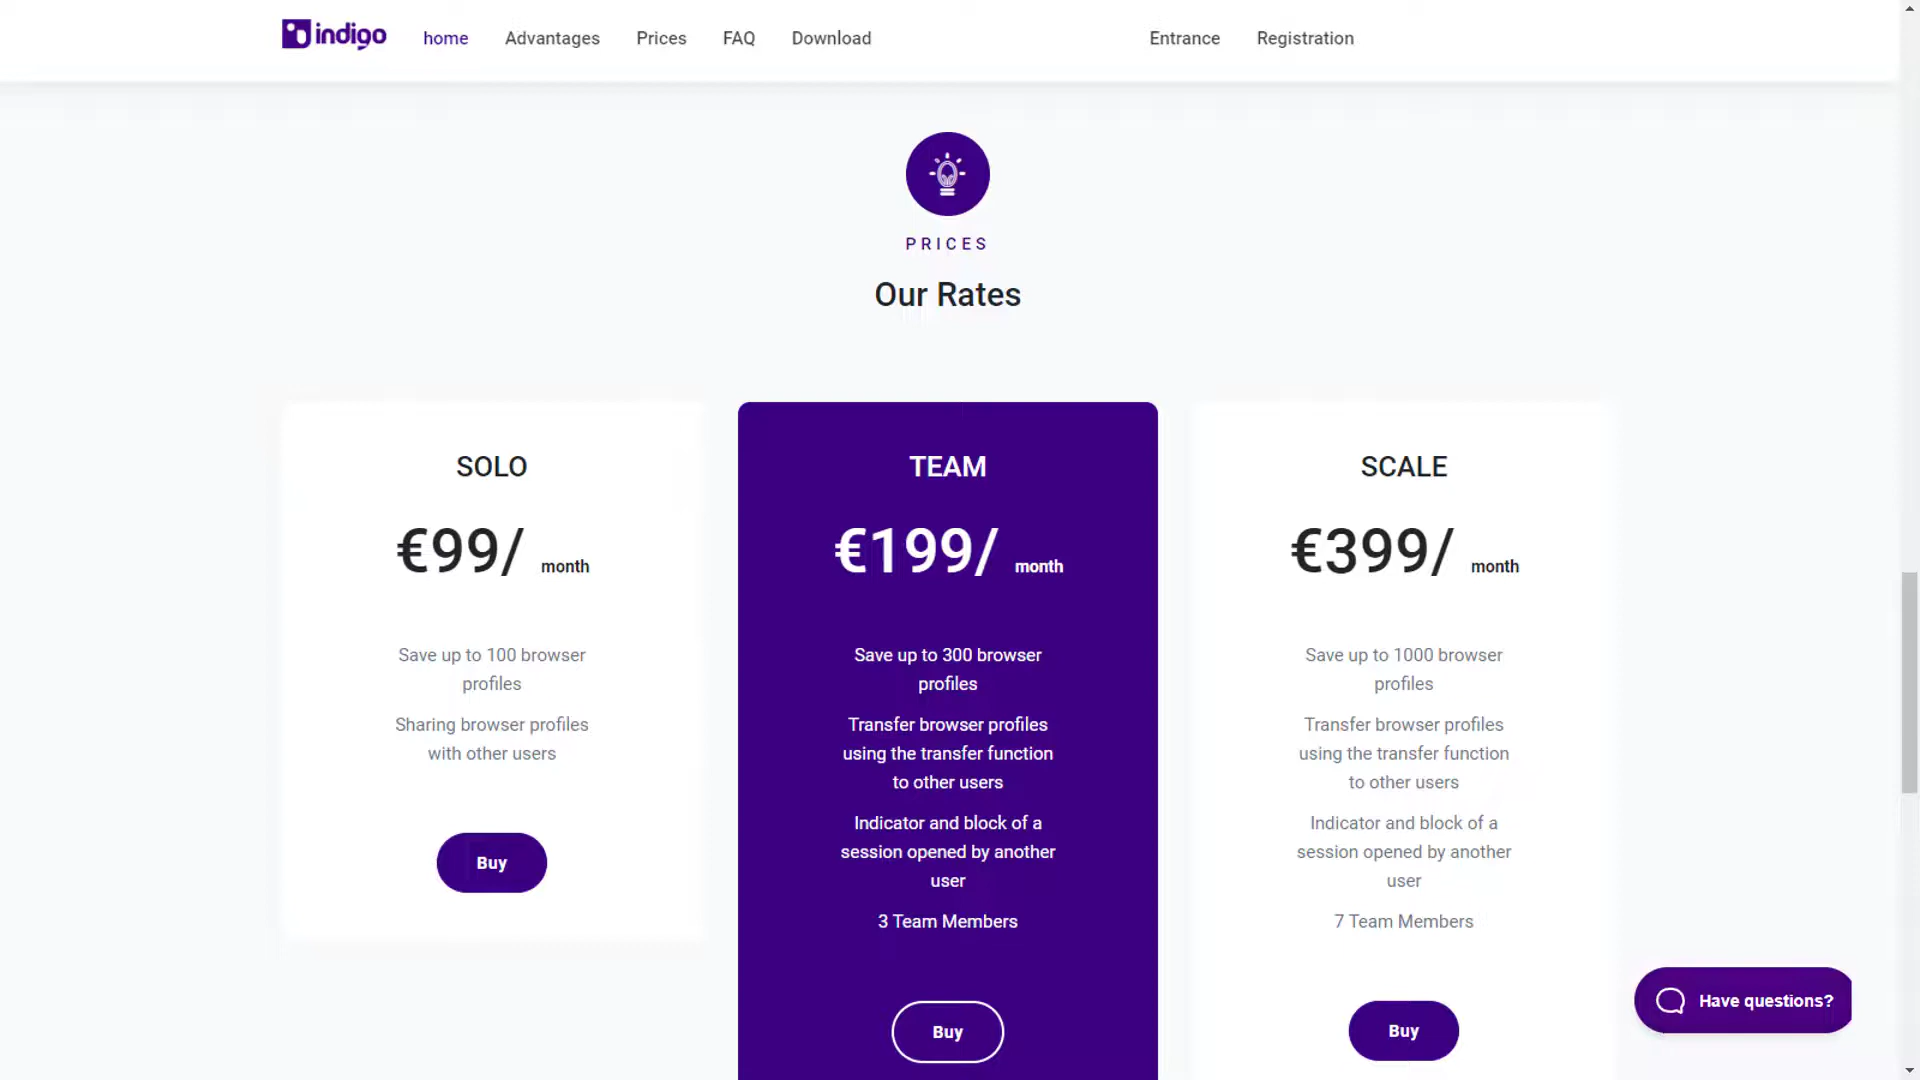 indigo
home
Advantages
Prices
FAQ
Download
Entrance
Registration
PRICES
Our Rates
SOLO
€99/ month
Save up to 100 browser
profiles
Sharing browser profiles
with other users
Buy
TEAM
€199/ month
Save up to 300 browser
profiles
Transfer browser profiles
using the transfer function
to other users
Indicator and block of a
session opened by another
user
3 Team Members
Buy
SCALE
€399/ month
Save up to 1000 browser
profiles
Transfer browser profiles
using the transfer function
to other users
Indicator and block of a
session opened by another
user
7 Team Members
Buy
Have questions?